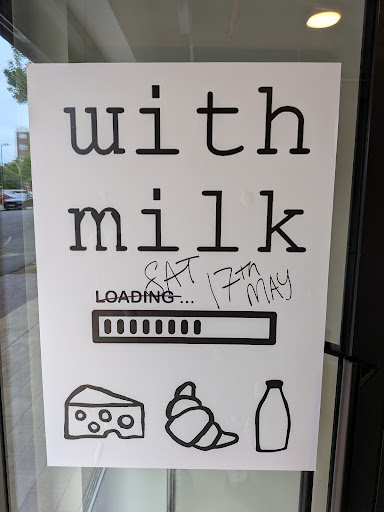 with
milk
SAT 17TH MAY
LOADING...